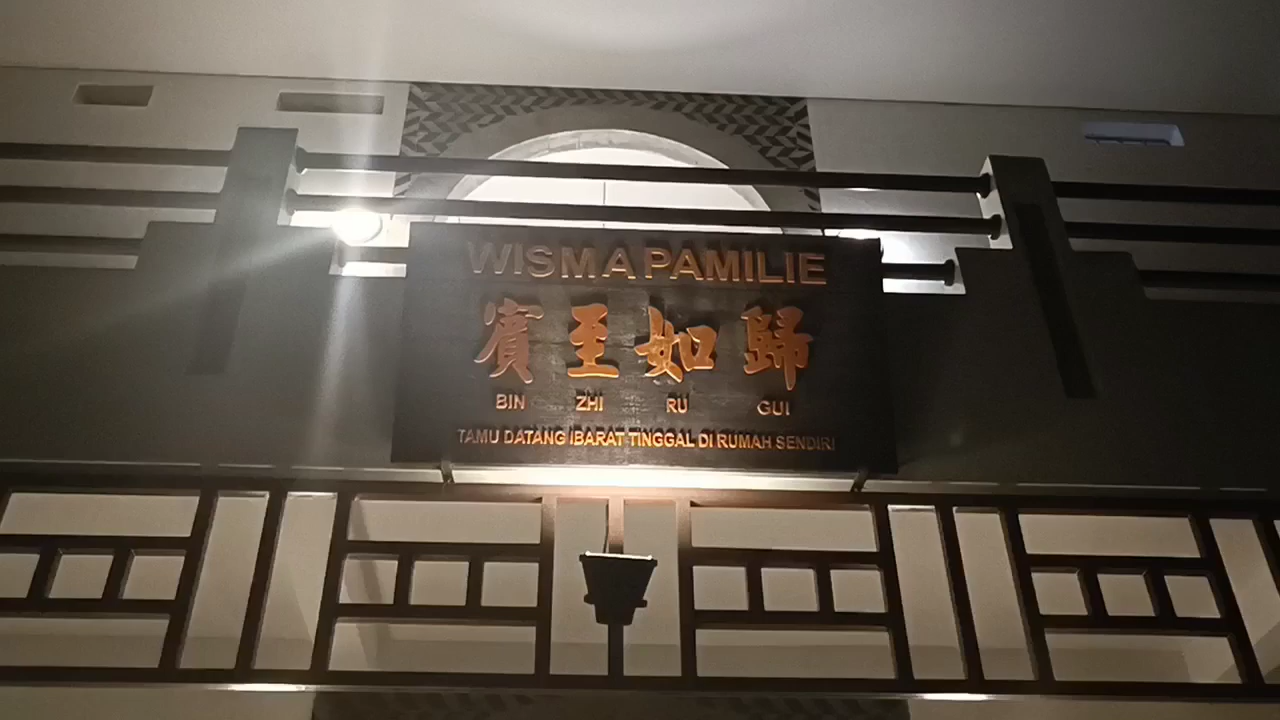 WISMA PAMILIE
賓至如歸
BIN ZHI RU GUI
TAMU DATANG IBARAT TINGGAL DI RUMAH SENDIRI